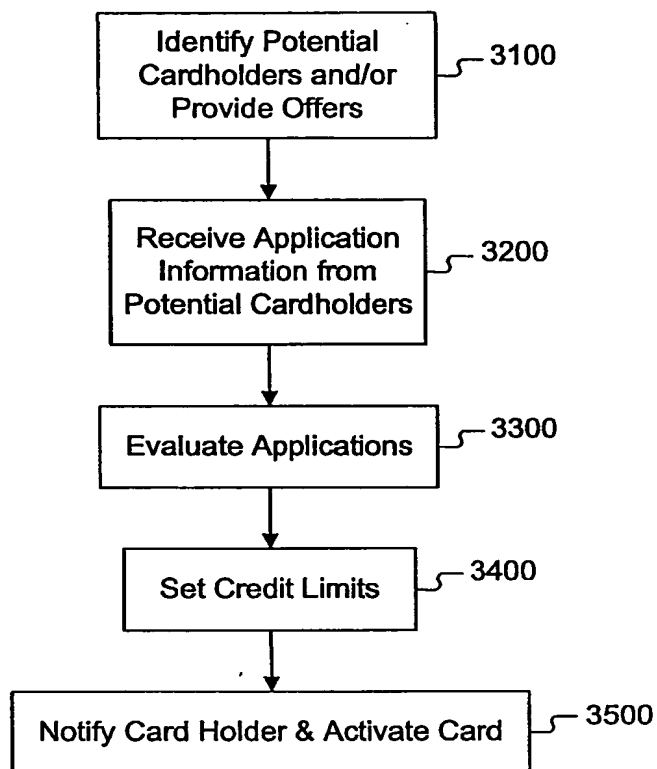 Identify Potential
Cardholders and/or
Provide Offers
3100
Receive Application
Information from
Potential Cardholders
3200
Evaluate Applications
3300
Set Credit Limits
3400
Notify Card Holder & Activate Card
3500